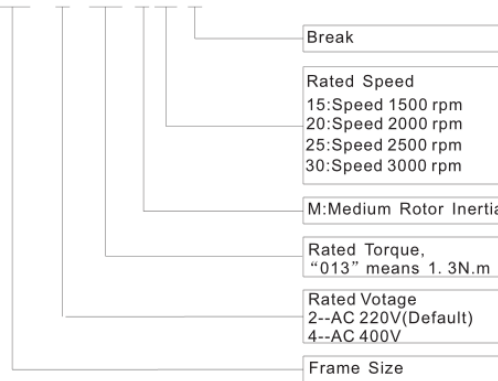 Break
Rated Speed
15:Speed 1500 rpm
20:Speed 2000 rpm
25:Speed 2500 rpm
30:Speed 3000 rpm
M:Medium Rotor Inertia
Rated Torque,
“013” means 1. 3N.m
Rated Votage
2--AC 220V(Default)
4--AC 400V
Frame Size